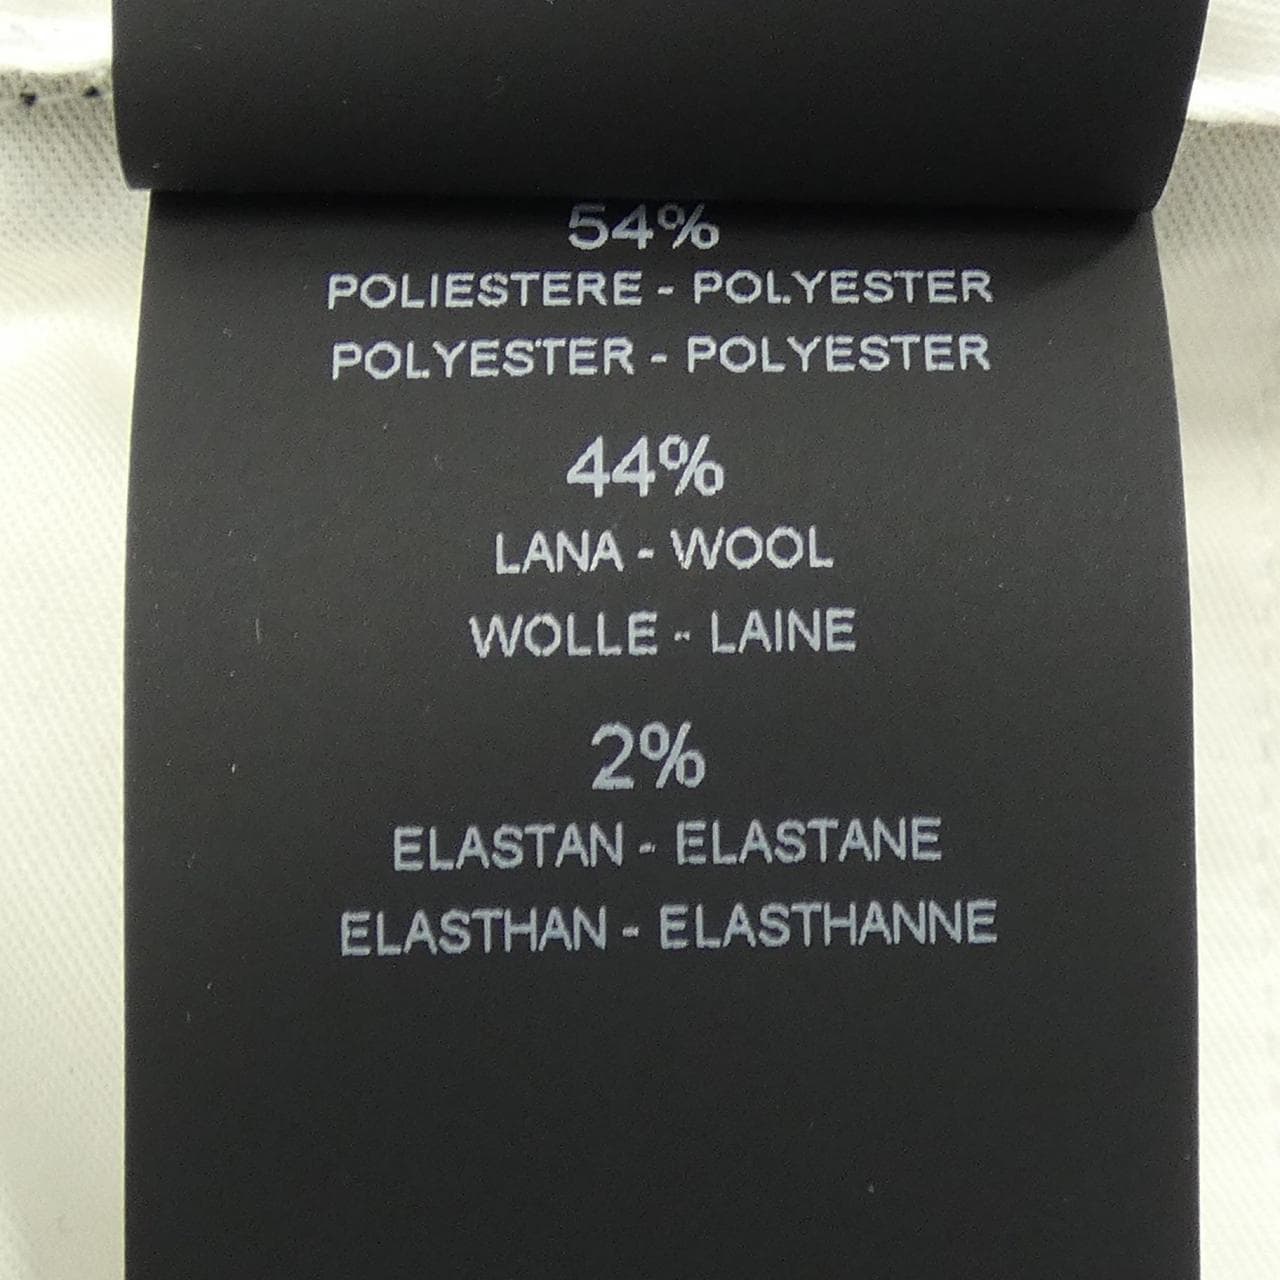 54%
POLIESTERE - POLYESTER
POLYESTER - POLYESTER
44%
LANA - WOOL
WOLLE - LAINE
2%
ELASTAN - ELASTANE
ELASTHAN - ELASTHANNE